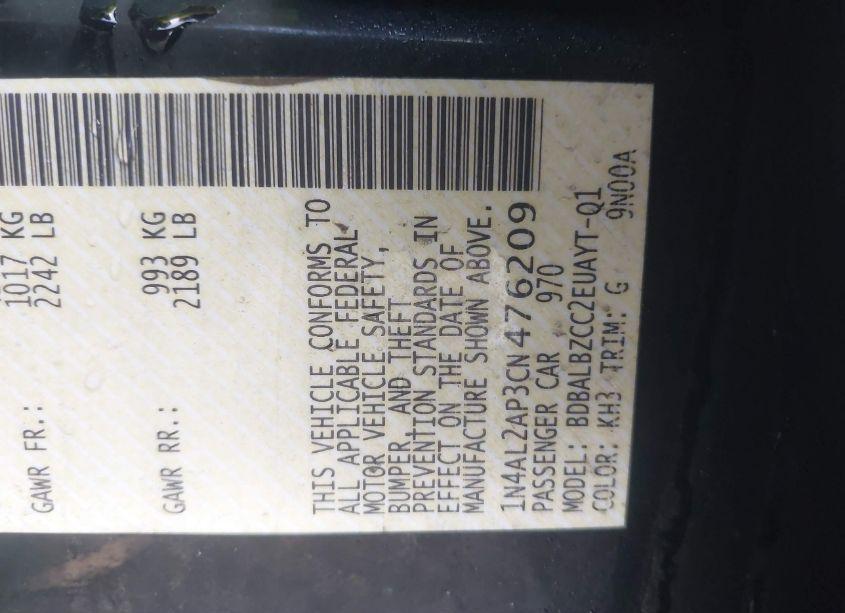 1017 KG
2242 LB
GAWR FR.:
993 KG
2189 LB
GAWR RR.:
THIS VEHICLE CONFORMS TO
ALL APPLICABLE FEDERAL
MOTOR VEHICLE SAFETY,
BUMPER, AND THEFT
PREVENTION STANDARDS IN
EFFECT ON THE DATE OF
MANUFACTURE SHOWN ABOVE.
1N4AL2AP3CN476209
PASSENGER CAR 970
MODEL: BDBALBZCC2EUAYT-Q1
COLOR: KH3 TRIM: G 9N00A